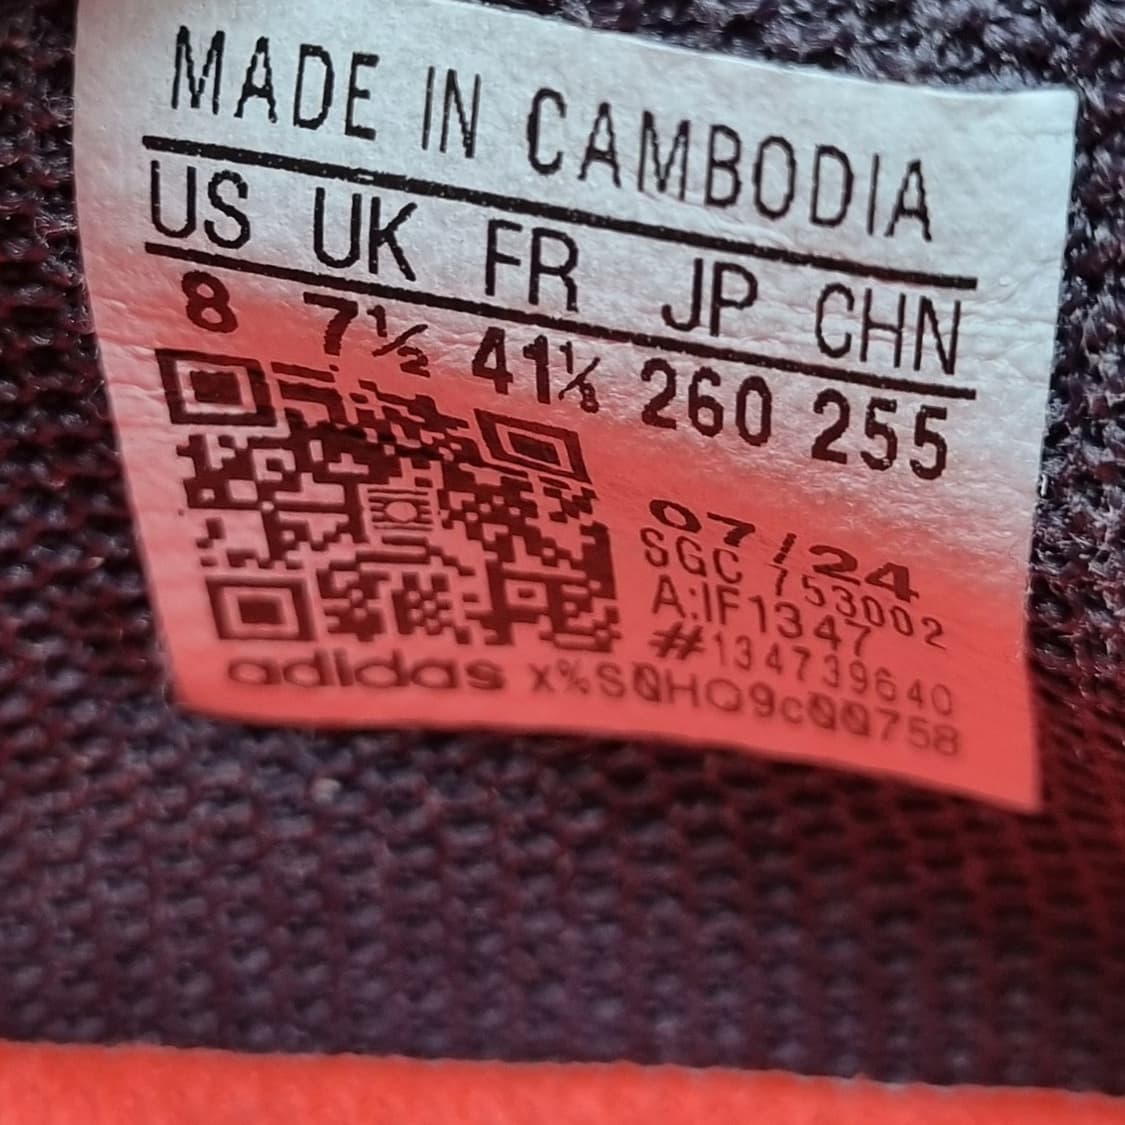 MADE IN CAMBODIA
US UK FR JP CHN
8 7½ 41⅓ 260 255
07/24
SGC 753002
A:IF1347
#134739640
adidas x%S0HO9c00758